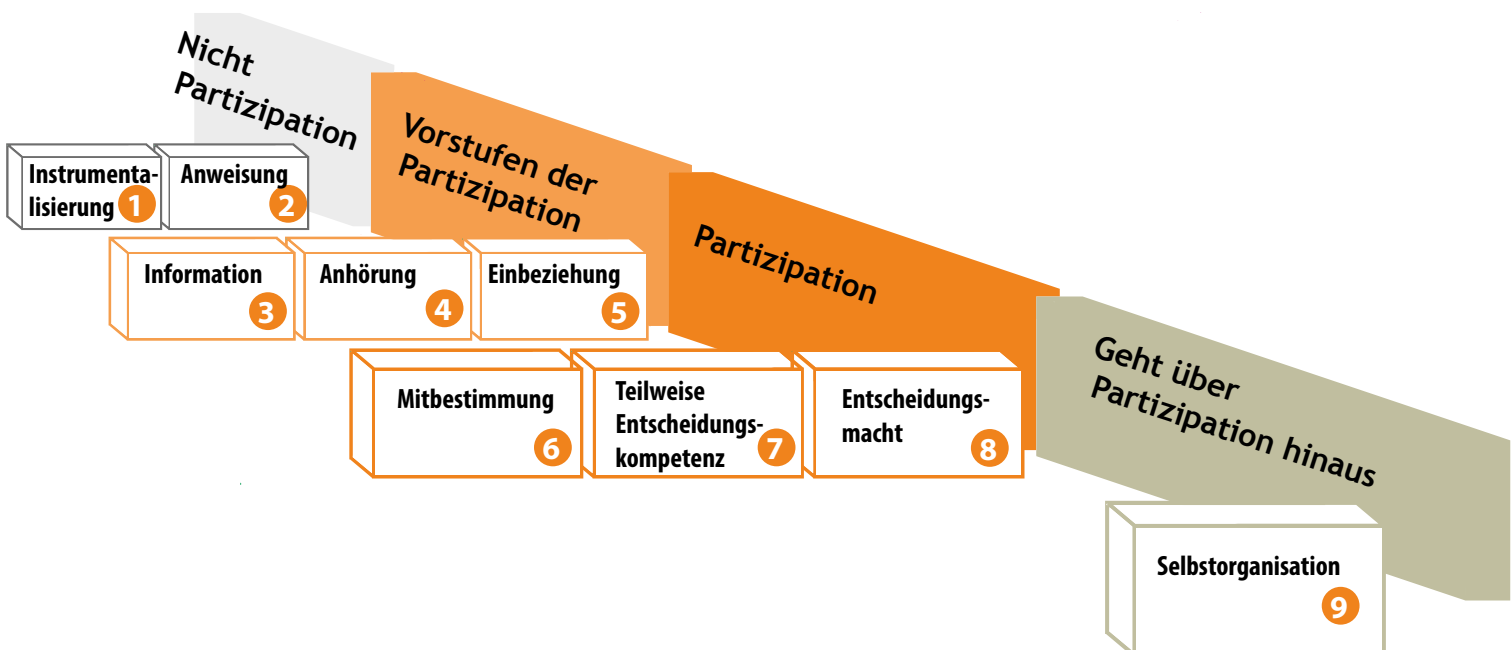 Nicht
Partizipation
Instrumenta-
lisierung 1
Anweisung
2
Vorstufen der
Partizipation
Information
3
Anhörung
4
Einbeziehung
5
Partizipation
Mitbestimmung
6
Teilweise
Entscheidungs-
kompetenz 7
Entscheidungs-
macht 8
Geht über
Partizipation hinaus
Selbstorganisation
9